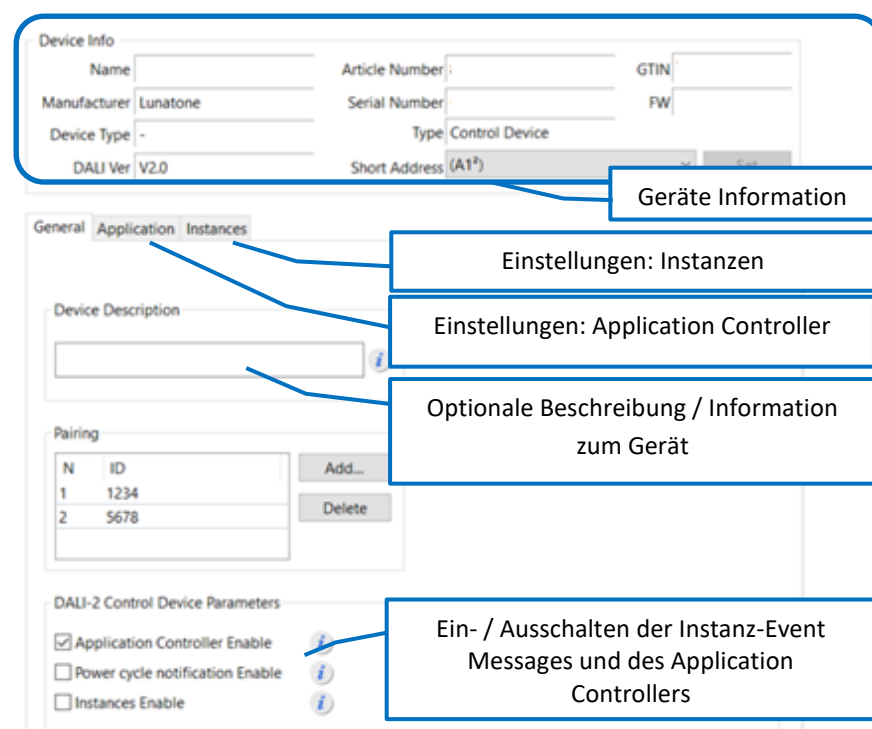 Device Info
Name Article Number GTIN
Manufacturer Lunatone Serial Number FW
Device Type - Type Control Device
DALI Ver V2.0 Short Address (A1²)
Geräte Information
General Application Instances
Einstellungen: Instanzen
Device Description
Einstellungen: Application Controller
Optionale Beschreibung / Information
zum Gerät
Pairing
N ID
1 1234
2 5678
Add...
Delete
DALI-2 Control Device Parameters
Application Controller Enable
Power cycle notification Enable
Instances Enable
Ein- / Ausschalten der Instanz-Event
Messages und des Application
Controllers